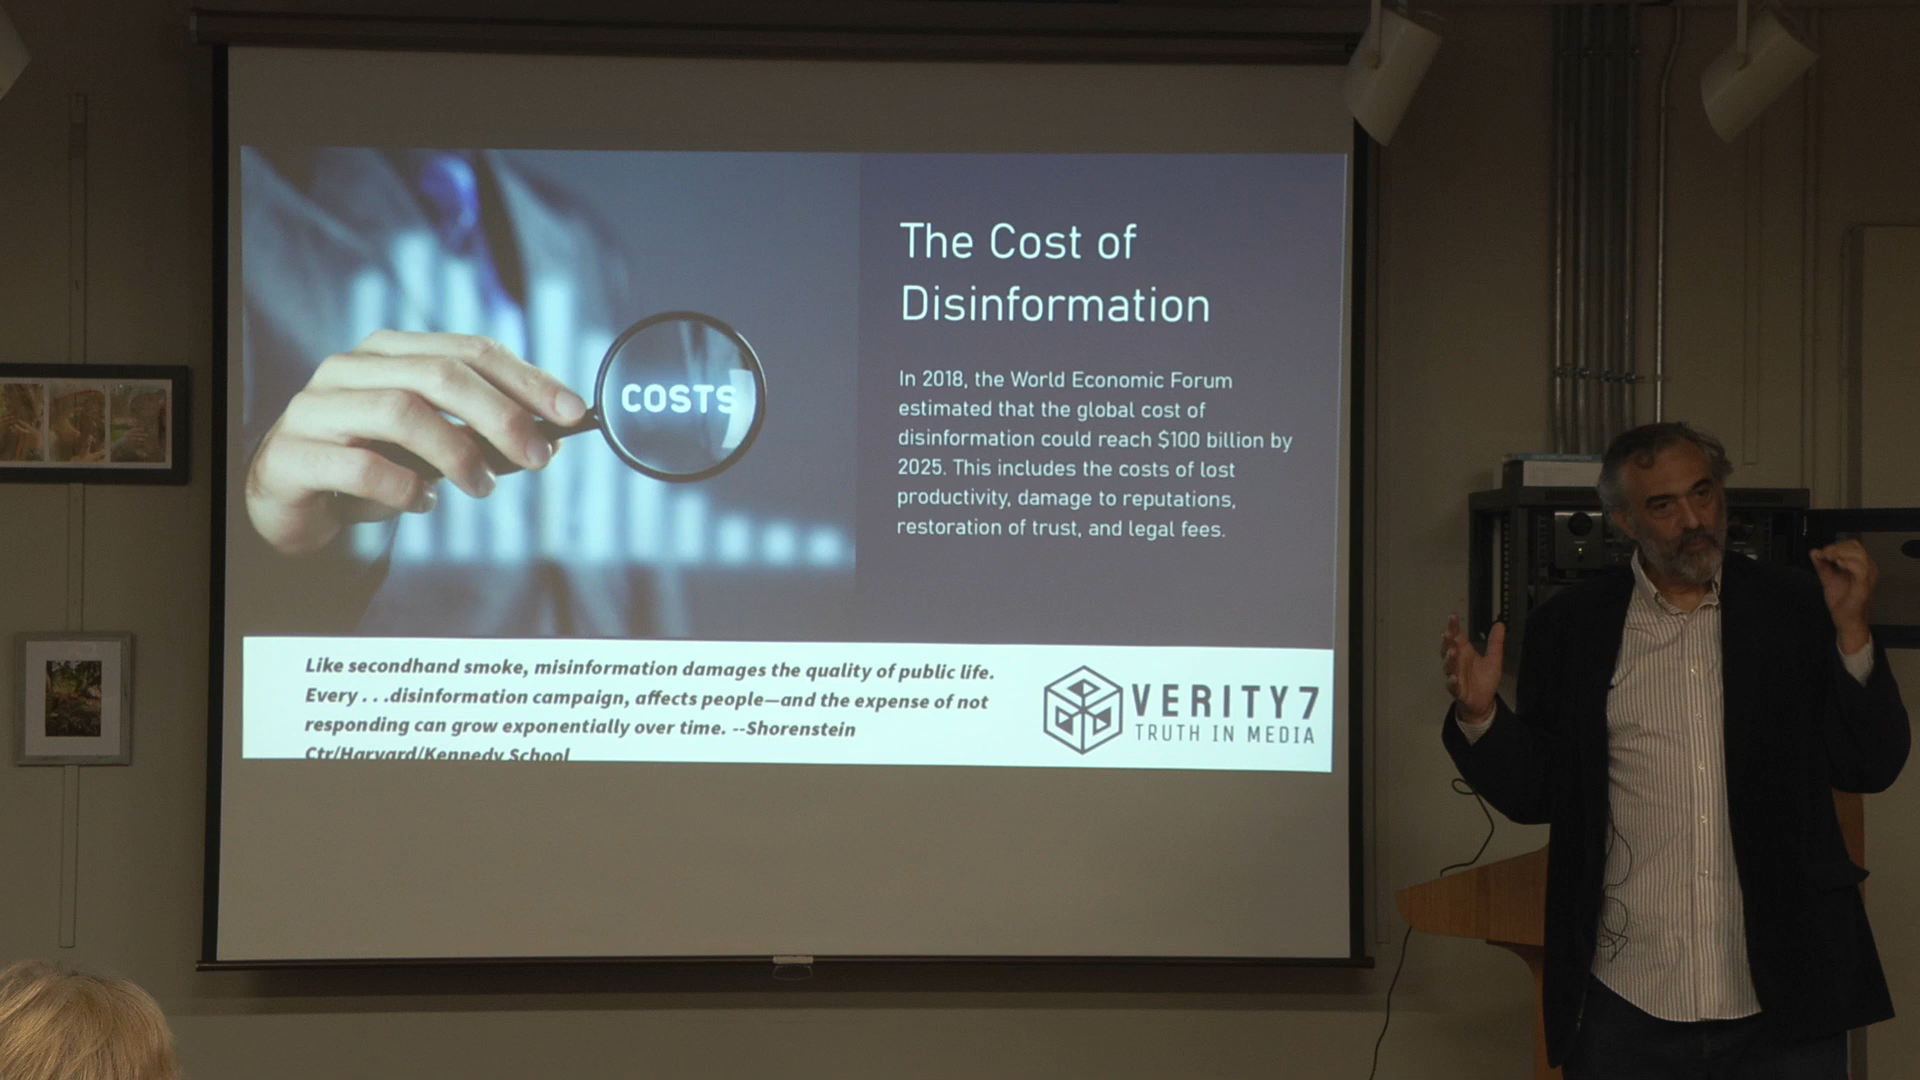 COSTS
The Cost of
Disinformation
In 2018, the World Economic Forum
estimated that the global cost of
disinformation could reach $100 billion by
2025. This includes the costs of lost
productivity, damage to reputations,
restoration of trust, and legal fees.
Like secondhand smoke, misinformation damages the quality of public life.
Every . . .disinformation campaign, affects people—and the expense of not
responding can grow exponentially over time. --Shorenstein
Ctr/Harvard/Kennedy School
VERITY7
TRUTH IN MEDIA